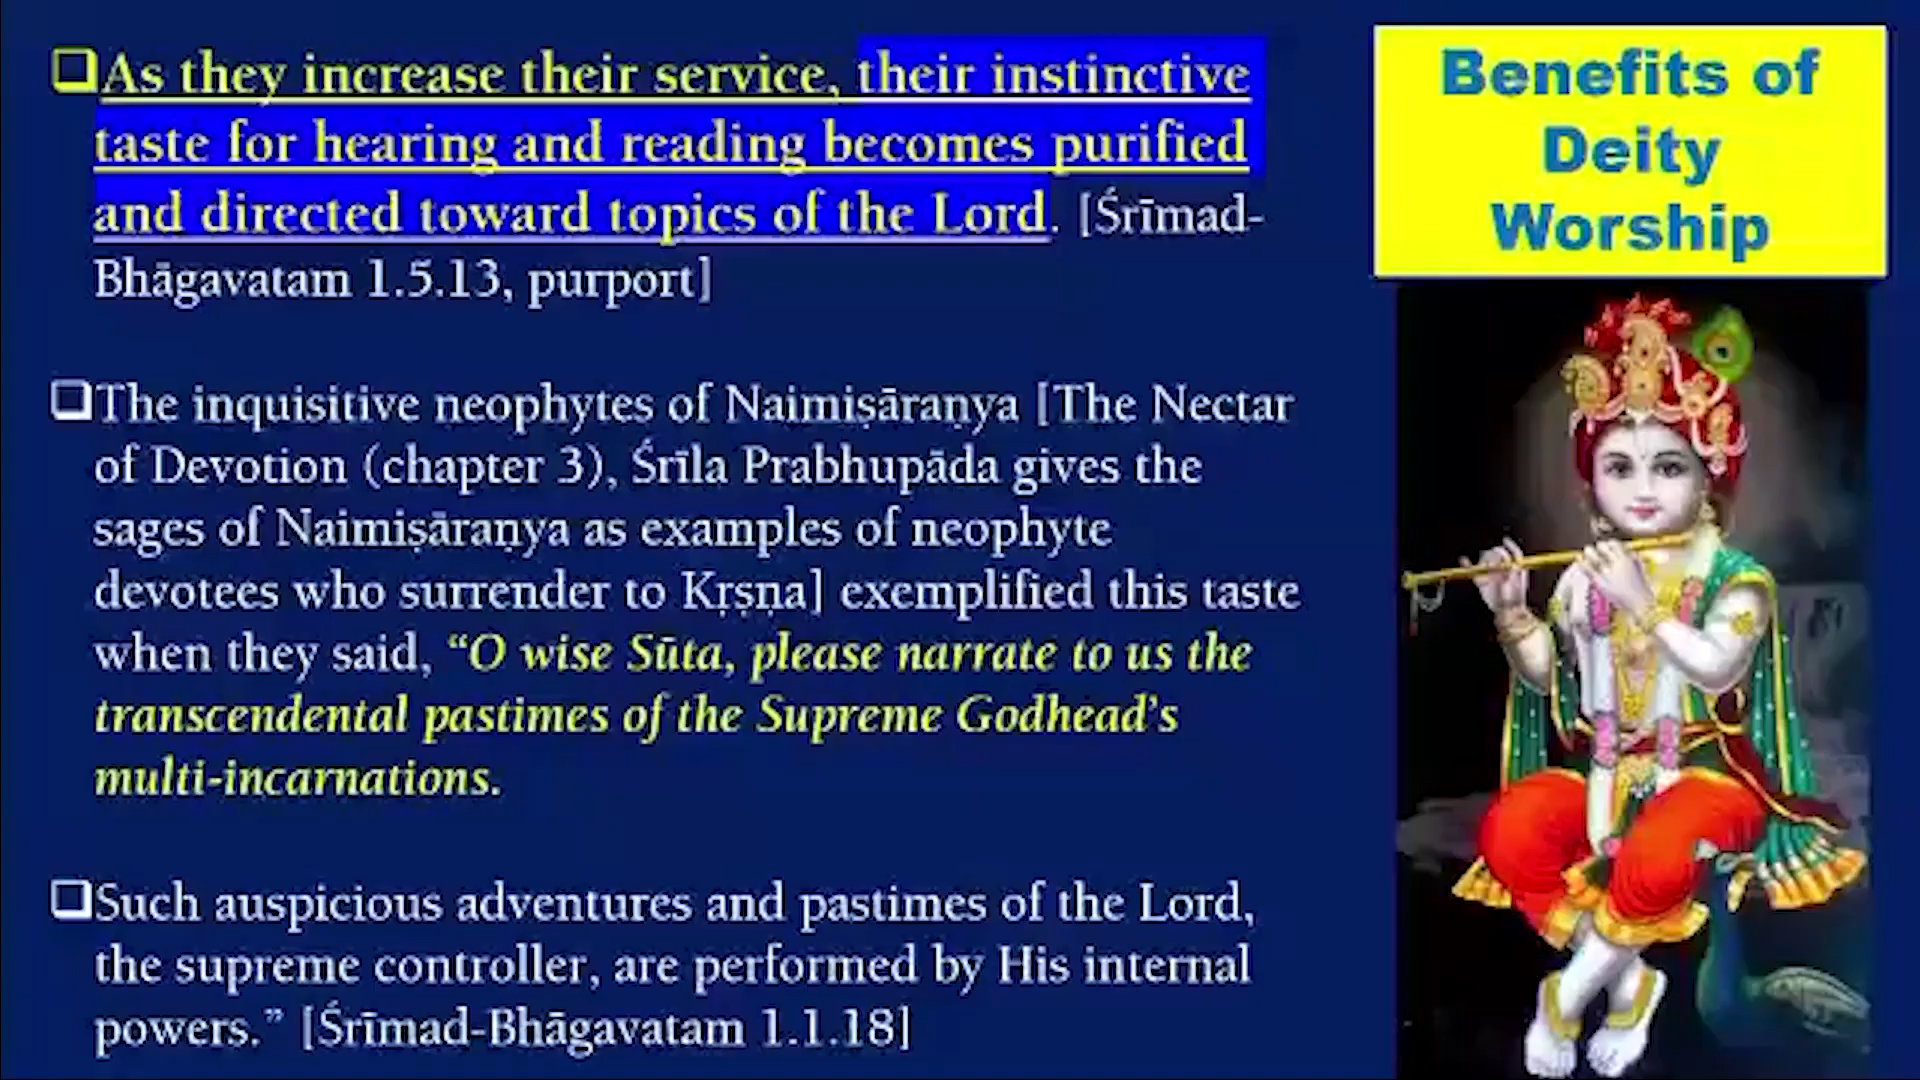 ❑As they increase their service, their instinctive
taste for hearing and reading becomes purified
and directed toward topics of the Lord. [Śrīmad-
Bhāgavatam 1.5.13, purport]
❑The inquisitive neophytes of Naimiṣāraṇya [The Nectar
of Devotion (chapter 3), Śrīla Prabhupāda gives the
sages of Naimiṣāraṇya as examples of neophyte
devotees who surrender to Kṛṣṇa] exemplified this taste
when they said, “O wise Sūta, please narrate to us the
transcendental pastimes of the Supreme Godhead’s
multi-incarnations.
❑Such auspicious adventures and pastimes of the Lord,
the supreme controller, are performed by His internal
powers.” [Śrīmad-Bhāgavatam 1.1.18]
Benefits of
Deity
Worship